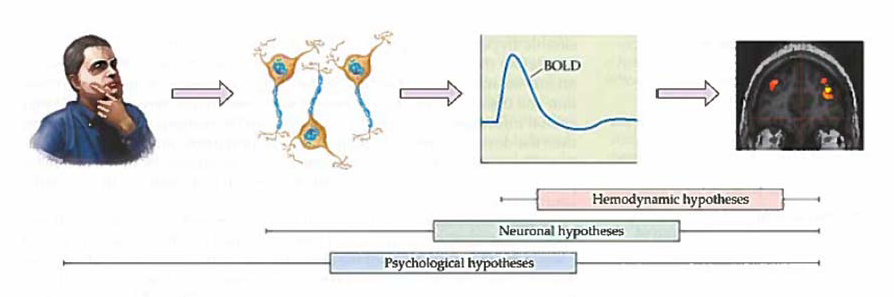 BOLD
Hemodynamic hypotheses
Neuronal hypotheses
Psychological hypotheses